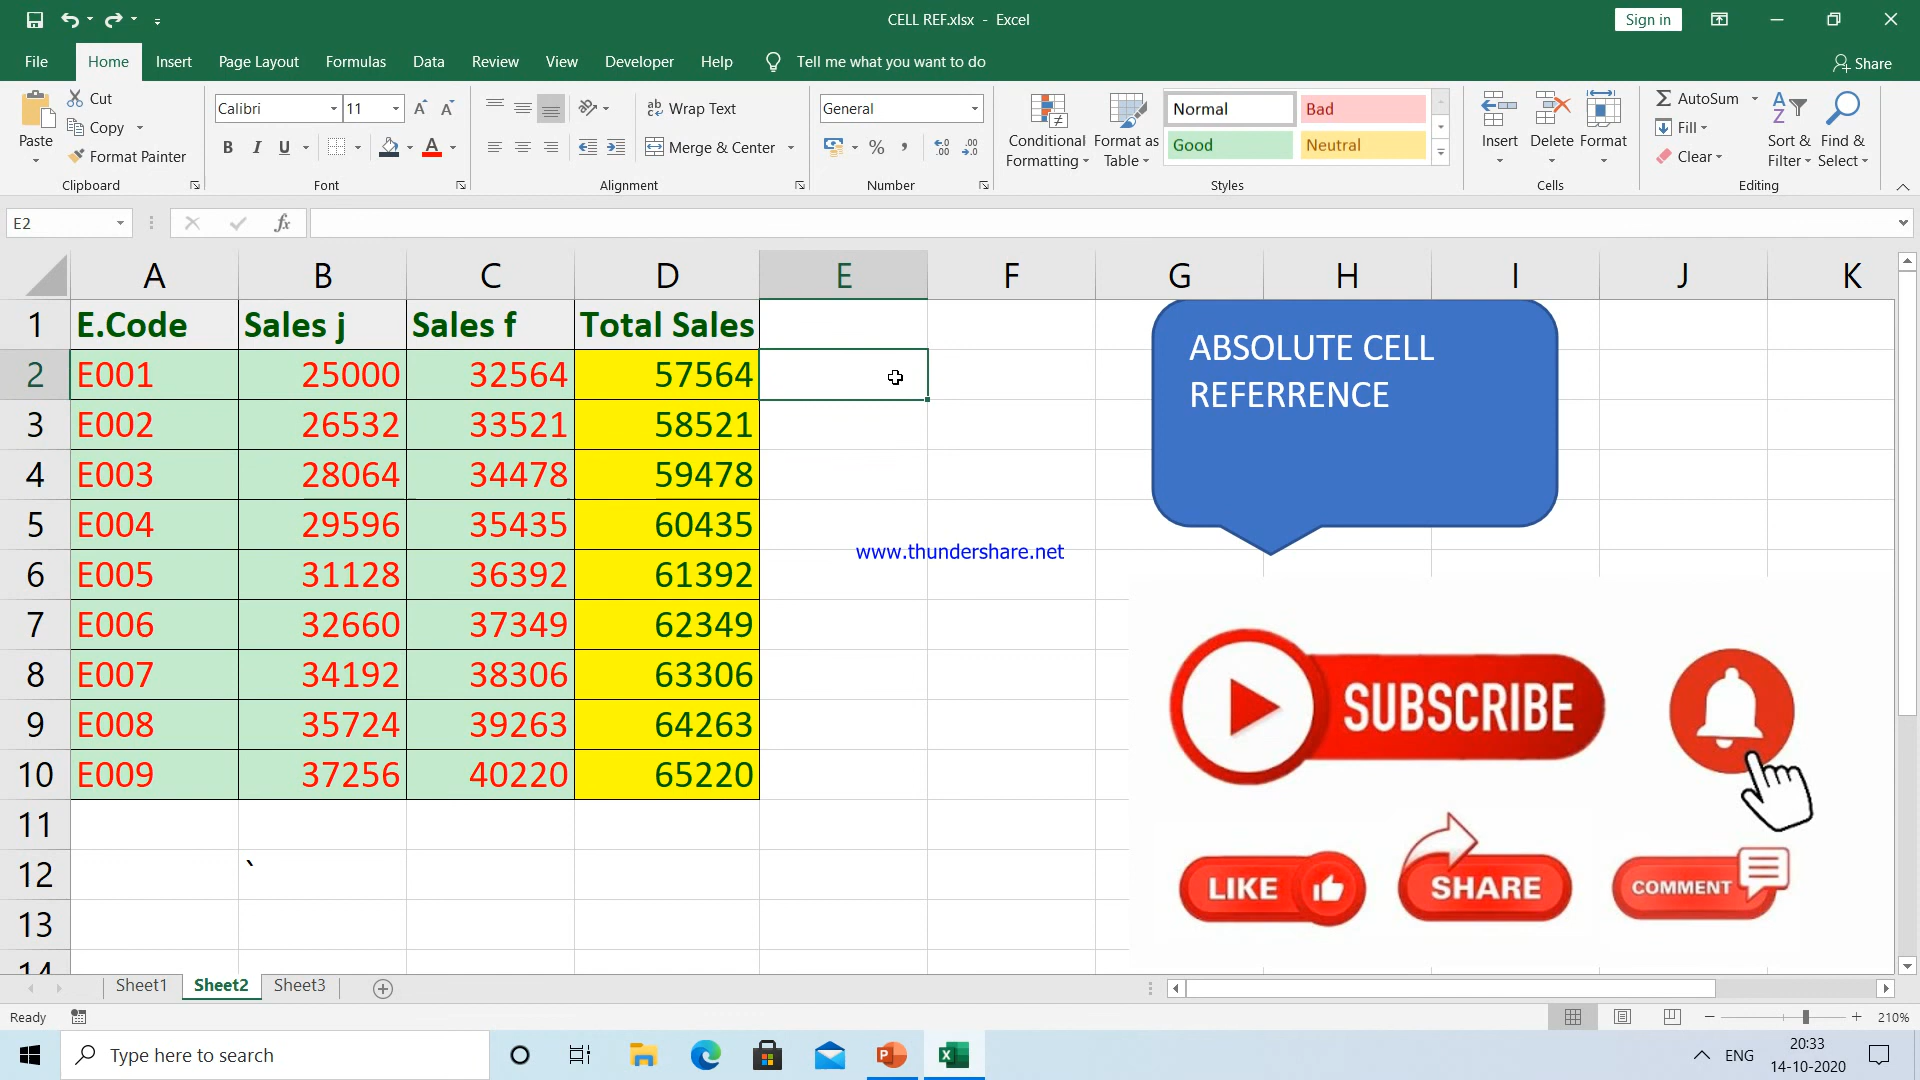 CELL REF.xlsx - Excel
Sign in
File Home Insert Page Layout Formulas Data Review View Developer Help Tell me what you want to do
Share
Paste
Cut
Copy
Format Painter
Clipboard
Calibri 11
B I U A
Font
Wrap Text
Merge & Center
Alignment
General
% ,
Number
Conditional Formatting
Format as Table
Normal Bad
Good Neutral
Styles
Insert Delete Format
Cells
AutoSum
Fill
Clear
Sort & Filter
Find & Select
Editing
E2 fx
A B C D E F G H I J K
1 E.Code Sales j Sales f Total Sales
2 E001 25000 32564 57564
3 E002 26532 33521 58521
4 E003 28064 34478 59478
5 E004 29596 35435 60435
6 E005 31128 36392 61392
7 E006 32660 37349 62349
8 E007 34192 38306 63306
9 E008 35724 39263 64263
10 E009 37256 40220 65220
11
12 `
13
14
ABSOLUTE CELL
REFERRENCE
www.thundershare.net
SUBSCRIBE
LIKE SHARE COMMENT
Sheet1 Sheet2 Sheet3
Ready
210%
Type here to search
ENG
20:33
14-10-2020